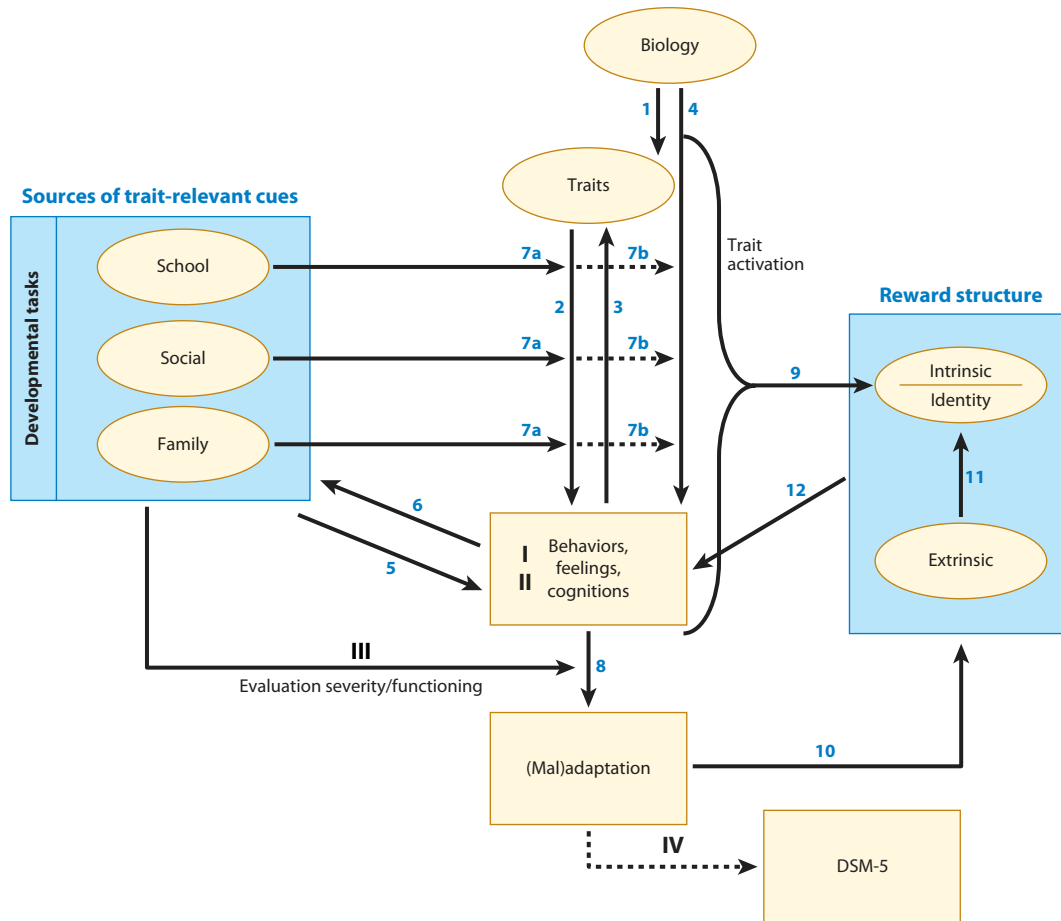 Biology
1
4
Traits
Sources of trait-relevant cues
Developmental tasks
School
Social
Family
7a
7b
7a
7b
7a
7b
2
3
Trait
activation
Reward structure
Intrinsic
Identity
9
11
Extrinsic
12
6
5
I
II
Behaviors,
feelings,
cognitions
III
Evaluation severity/functioning
8
(Mal)adaptation
10
IV
DSM-5